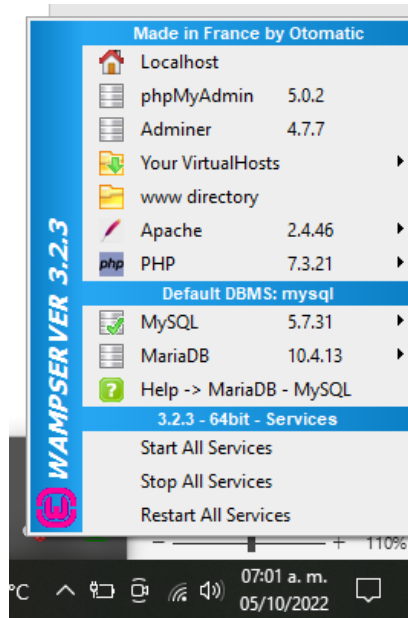 Made in France by Otomatic
Localhost
phpMyAdmin 5.0.2
Adminer 4.7.7
Your VirtualHosts
www directory
Apache 2.4.46
php PHP 7.3.21
Default DBMS: mysql
MySQL 5.7.31
MariaDB 10.4.13
? Help -> MariaDB - MySQL
3.2.3 - 64bit - Services
Start All Services
Stop All Services
Restart All Services
WAMPSERVER 3.2.3
110%
°C
07:01 a. m.
05/10/2022